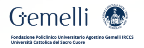 Gemelli
Fondazione Policlinico Universitario Agostino Gemelli IRCCS
Università Cattolica del Sacro Cuore